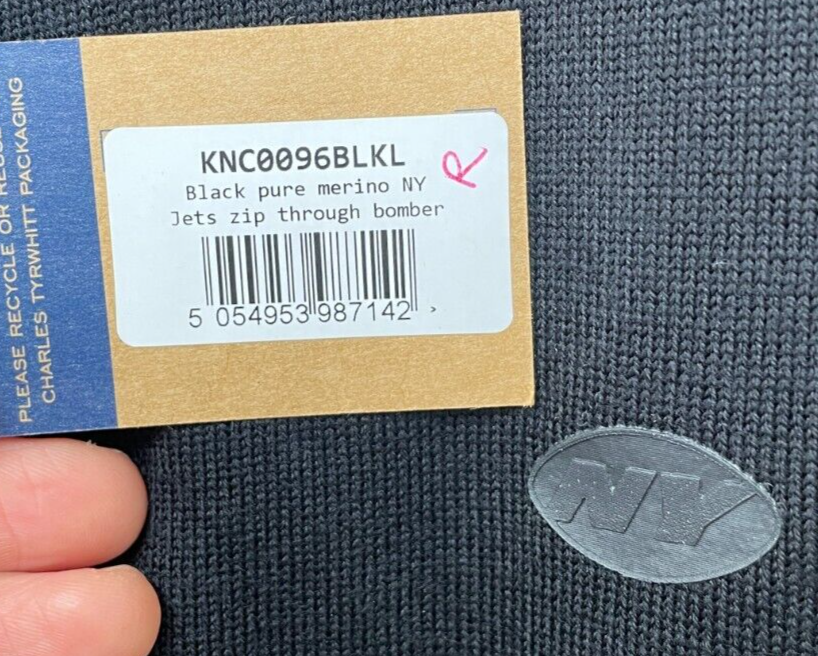 PLEASE RECYCLE OR
CHARLES TYRWHITT PACKAGING
KNC0096BLKL
R
Black pure merino NY
Jets zip through bomber
5 054953 987142 >
NY